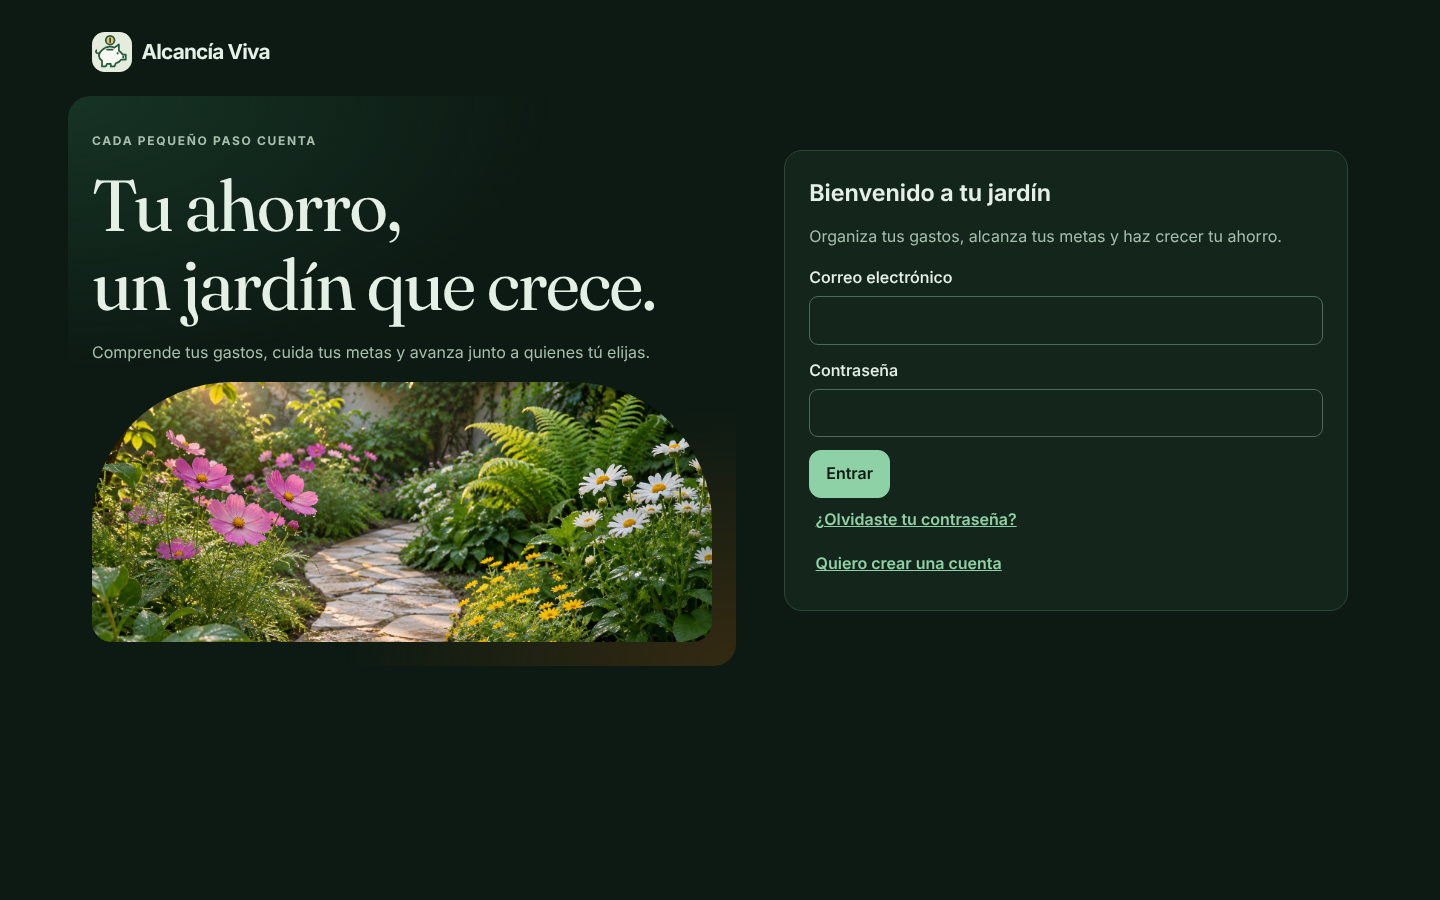 Alcancía Viva
CADA PEQUEÑO PASO CUENTA
Tu ahorro,
un jardín que crece.
Comprende tus gastos, cuida tus metas y avanza junto a quienes tú elijas.
Bienvenido a tu jardín
Organiza tus gastos, alcanza tus metas y haz crecer tu ahorro.
Correo electrónico
Contraseña
Entrar
¿Olvidaste tu contraseña?
Quiero crear una cuenta